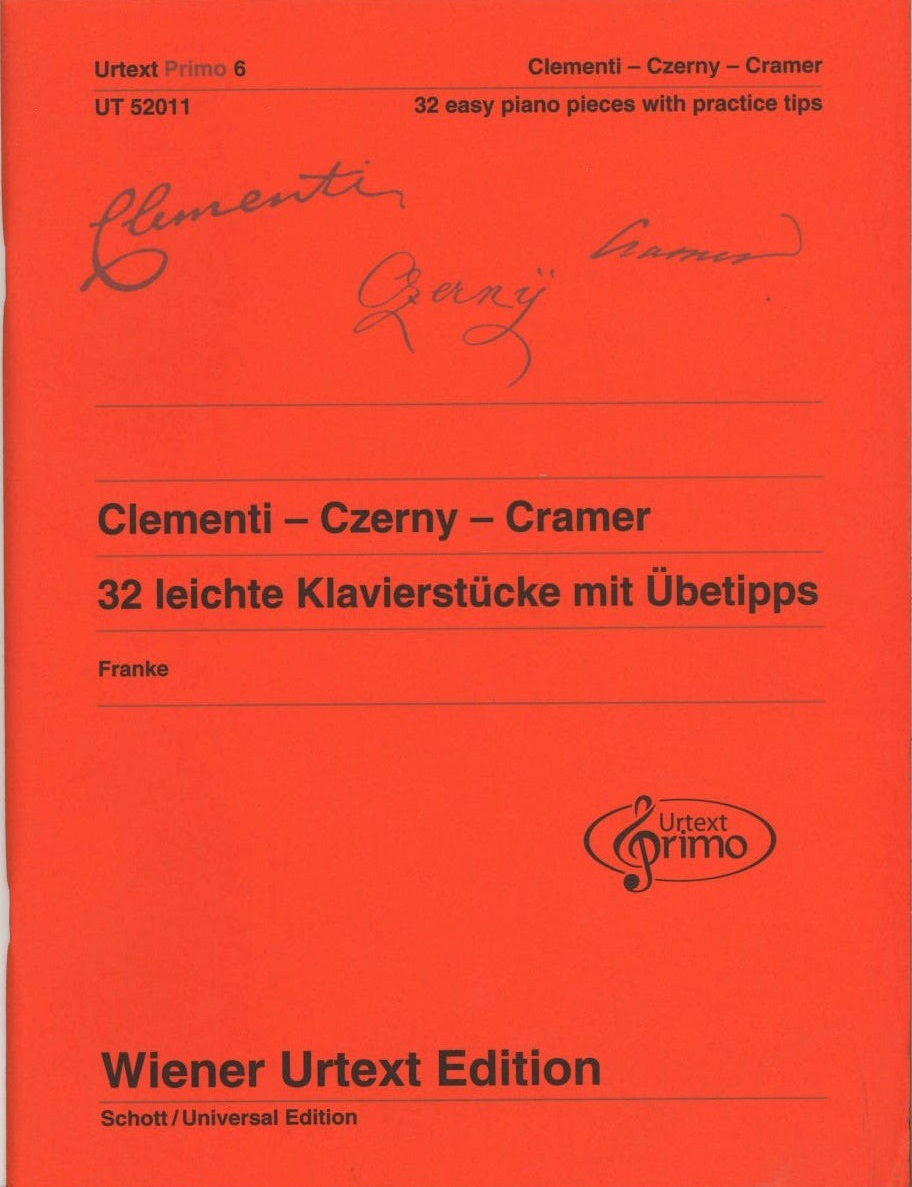 Urtext Primo 6
Clementi – Czerny – Cramer
UT 52011
32 easy piano pieces with practice tips
Clementi
Czernÿ
Cramer
Clementi – Czerny – Cramer
32 leichte Klavierstücke mit Übetipps
Franke
Urtext
Primo
Wiener Urtext Edition
Schott / Universal Edition